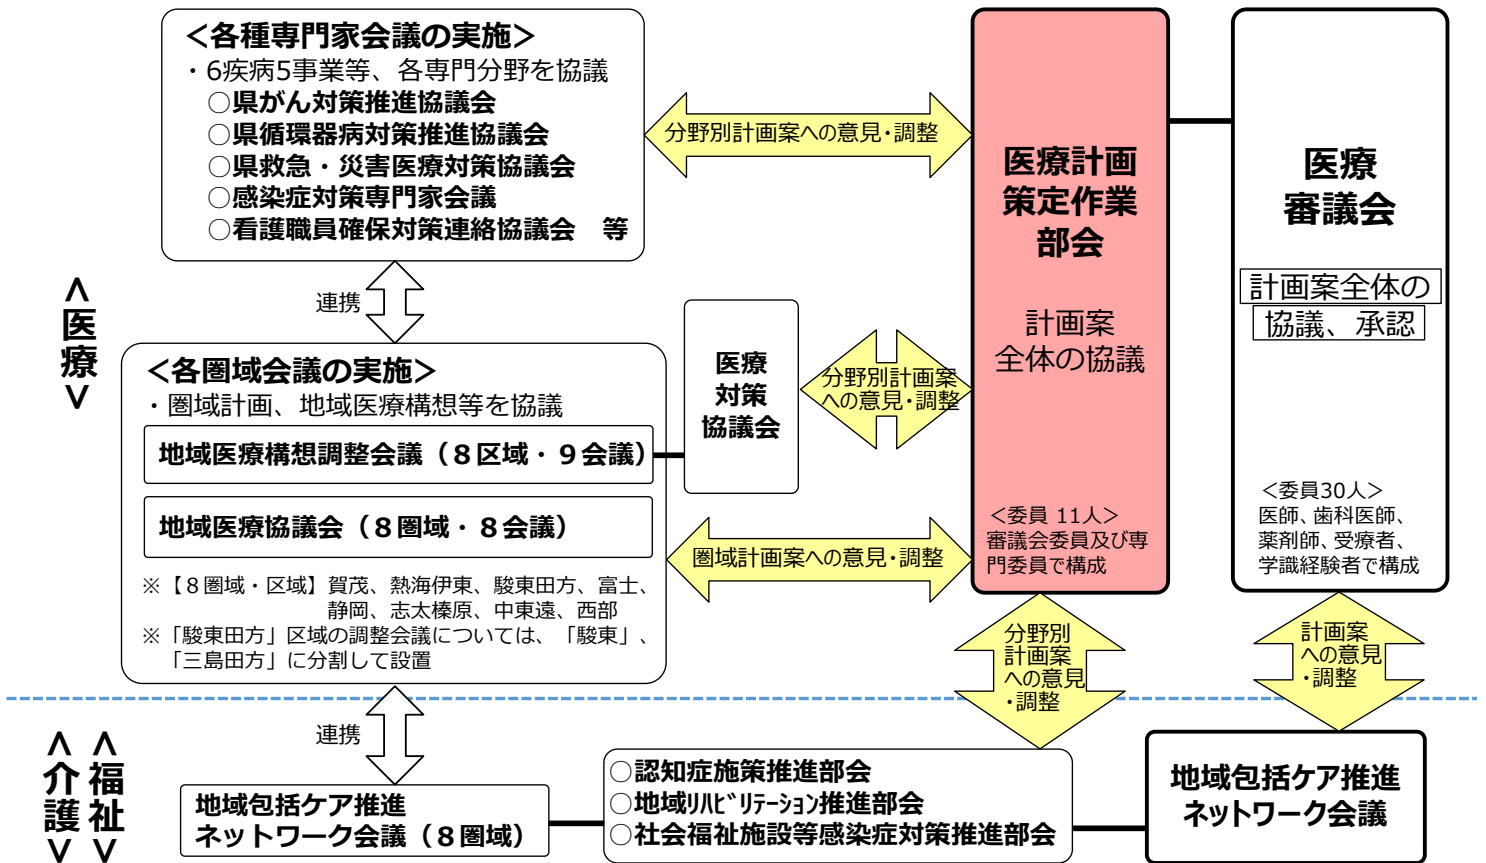 ＜各種専門家会議の実施＞
・6疾病5事業等、各専門分野を協議
○県がん対策推進協議会
○県循環器病対策推進協議会
○県救急・災害医療対策協議会
○感染症対策専門家会議
○看護職員確保対策連絡協議会　等
分野別計画案への意見・調整
医療計画
策定作業
部会
計画案
全体の協議
＜委員 11人＞
審議会委員及び専
門委員で構成
医療
審議会
計画案全体の
協議、承認
＜委員30人＞
医師、歯科医師、
薬剤師、受療者、
学識経験者で構成
＜医療＞
連携
＜各圏域会議の実施＞
・圏域計画、地域医療構想等を協議
地域医療構想調整会議（８区域・９会議）
地域医療協議会（８圏域・８会議）
※【８圏域・区域】賀茂、熱海伊東、駿東田方、富士、
静岡、志太榛原、中東遠、西部
※「駿東田方」区域の調整会議については、「駿東」、
「三島田方」に分割して設置
医療
対策
協議会
分野別計画案
への意見・調整
圏域計画案への意見・調整
分野別
計画案
への意見
・調整
計画案
への意見
・調整
＜福祉＞
＜介護＞
連携
地域包括ケア推進
ネットワーク会議（８圏域）
○認知症施策推進部会
○地域ﾘﾊﾋﾞﾘﾃｰｼｮﾝ推進部会
○社会福祉施設等感染症対策推進部会
地域包括ケア推進
ネットワーク会議